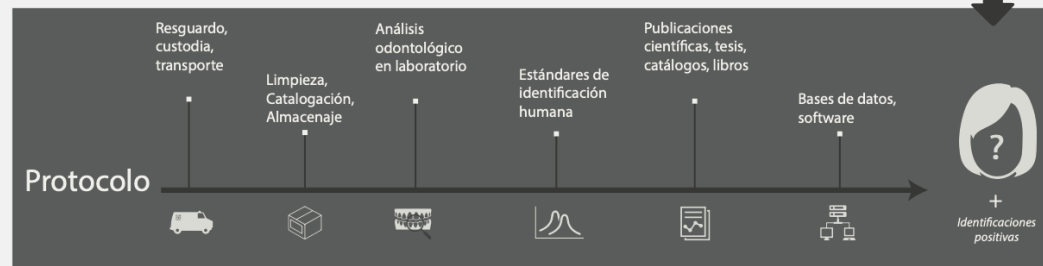 Resguardo,
custodia,
transporte
Limpieza,
Catalogación,
Almacenaje
Análisis
odontológico
en laboratorio
Estándares de
identificación
humana
Publicaciones
científicas, tesis,
catálogos, libros
Bases de datos,
software
Protocolo
?
+
Identificaciones
positivas